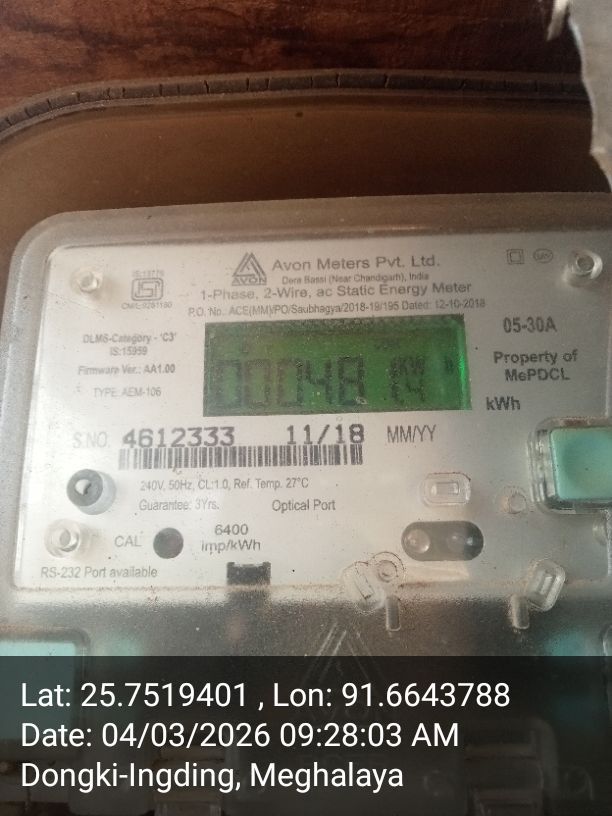 IS:13779
CM/L-9281190
AVON
Avon Meters Pvt. Ltd.
Dera Bassi (Near Chandigarh), India
1-Phase, 2-Wire, ac Static Energy Meter
P.O. No.: ACE(MM)/PO/Saubhagya/2018-19/195 Dated: 12-10-2018
DLMS-Category - 'C3'
IS:15959
Firmware Ver.: AA1.00
TYPE: AEM-106
05-30A
Property of
MePDCL
00048
kWh
S.NO. 4612333 11/18 MM/YY
240V, 50Hz, CL:1.0, Ref. Temp. 27°C
Guarantee: 3Yrs. Optical Port
CAL 6400
imp/kWh
RS-232 Port available
Lat: 25.7519401 , Lon: 91.6643788
Date: 04/03/2026 09:28:03 AM
Dongki-Ingding, Meghalaya